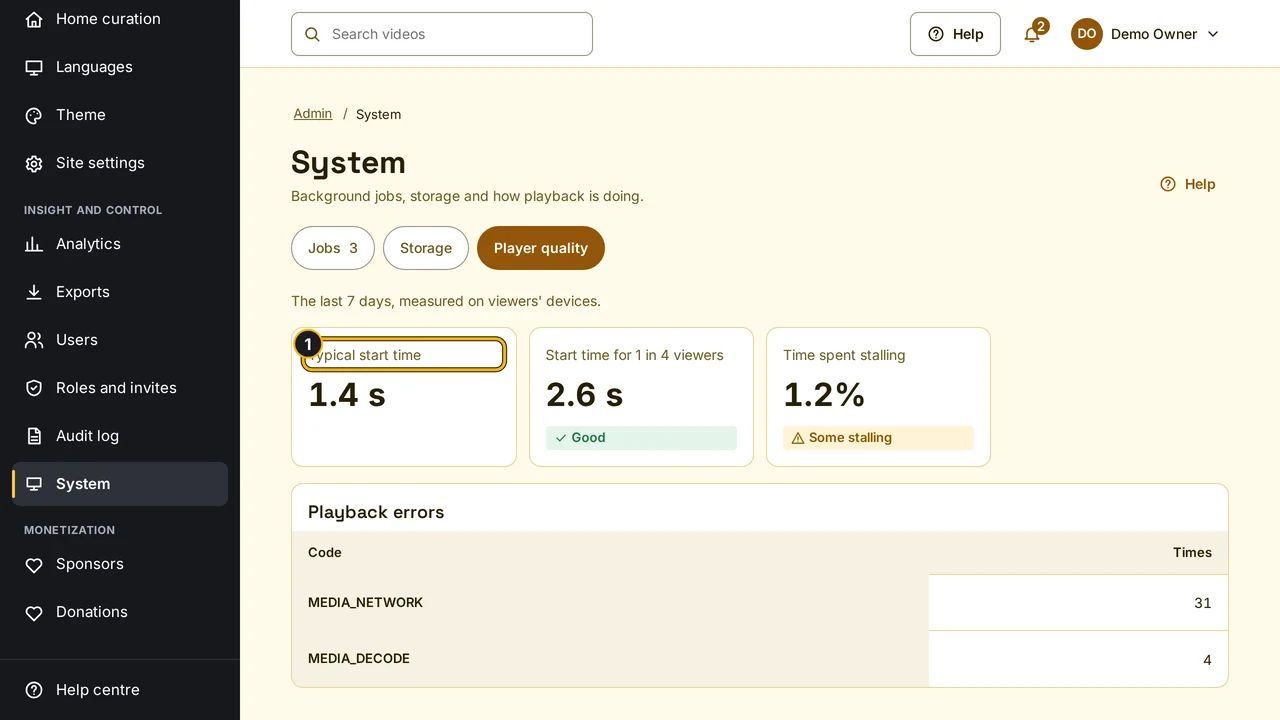 Home curation
Languages
Theme
Site settings
INSIGHT AND CONTROL
Analytics
Exports
Users
Roles and invites
Audit log
System
MONETIZATION
Sponsors
Donations
Help centre
Search videos
Help
2
DO
Demo Owner
Admin / System
System
Background jobs, storage and how playback is doing.
Help
Jobs 3
Storage
Player quality
The last 7 days, measured on viewers' devices.
1
Typical start time
1.4 s
Start time for 1 in 4 viewers
2.6 s
Good
Time spent stalling
1.2%
Some stalling
Playback errors
Code Times
MEDIA_NETWORK 31
MEDIA_DECODE 4